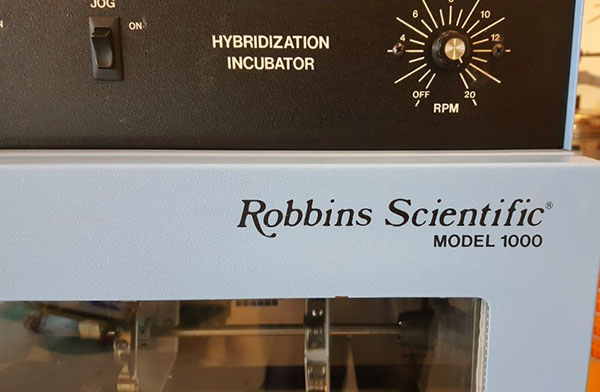 JOG
ON
HYBRIDIZATION
INCUBATOR
6
8
10
4
12
OFF
20
RPM
Robbins Scientific®
MODEL 1000